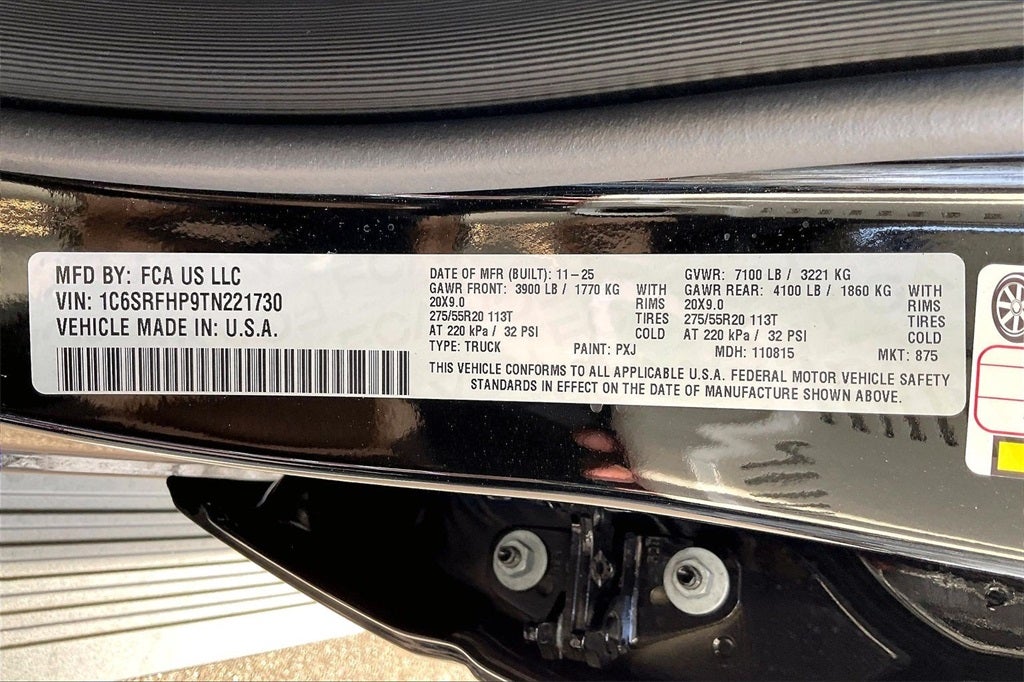 MFD BY: FCA US LLC
VIN: 1C6SRFHP9TN221730
VEHICLE MADE IN: U.S.A.
DATE OF MFR (BUILT): 11-25
GAWR FRONT: 3900 LB / 1770 KG WITH
20X9.0 RIMS
275/55R20 113T TIRES
AT 220 kPa / 32 PSI COLD
TYPE: TRUCK PAINT: PXJ
GVWR: 7100 LB / 3221 KG
GAWR REAR: 4100 LB / 1860 KG WITH
20X9.0 RIMS
275/55R20 113T TIRES
AT 220 kPa / 32 PSI COLD
MDH: 110815 MKT: 875
THIS VEHICLE CONFORMS TO ALL APPLICABLE U.S.A. FEDERAL MOTOR VEHICLE SAFETY
STANDARDS IN EFFECT ON THE DATE OF MANUFACTURE SHOWN ABOVE.